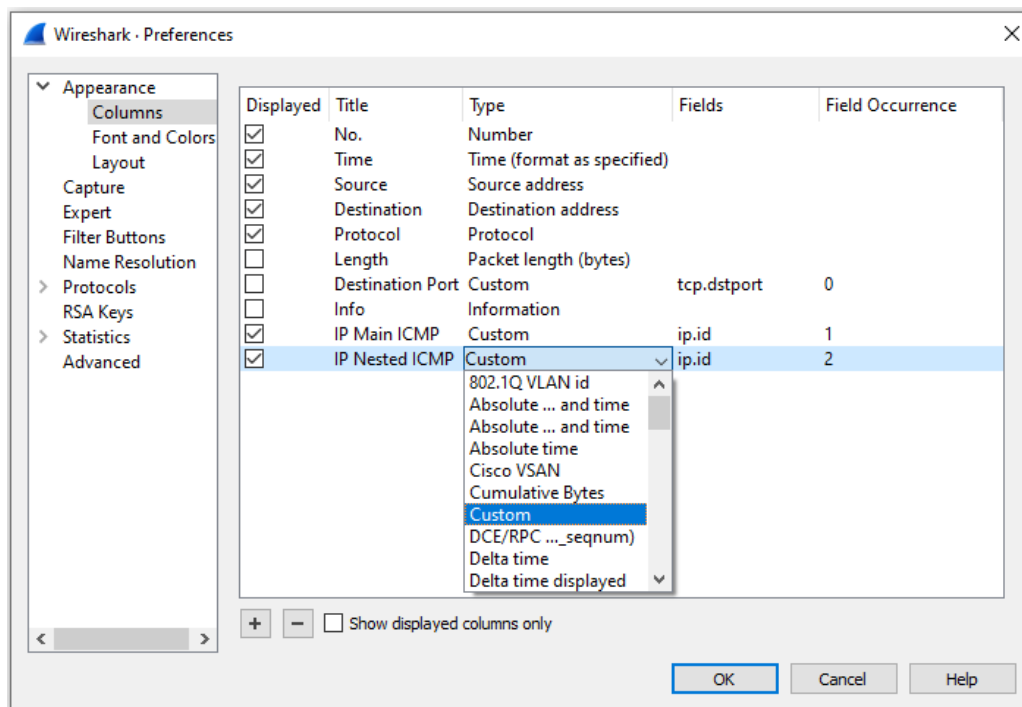 Wireshark · Preferences
Appearance
Columns
Font and Colors
Layout
Capture
Expert
Filter Buttons
Name Resolution
Protocols
RSA Keys
Statistics
Advanced
Displayed Title Type Fields Field Occurrence
No. Number
Time Time (format as specified)
Source Source address
Destination Destination address
Protocol Protocol
Length Packet length (bytes)
Destination Port Custom tcp.dstport 0
Info Information
IP Main ICMP Custom ip.id 1
IP Nested ICMP Custom ip.id 2
802.1Q VLAN id
Absolute ... and time
Absolute ... and time
Absolute time
Cisco VSAN
Cumulative Bytes
Custom
DCE/RPC ..._seqnum)
Delta time
Delta time displayed
+ − Show displayed columns only
OK Cancel Help